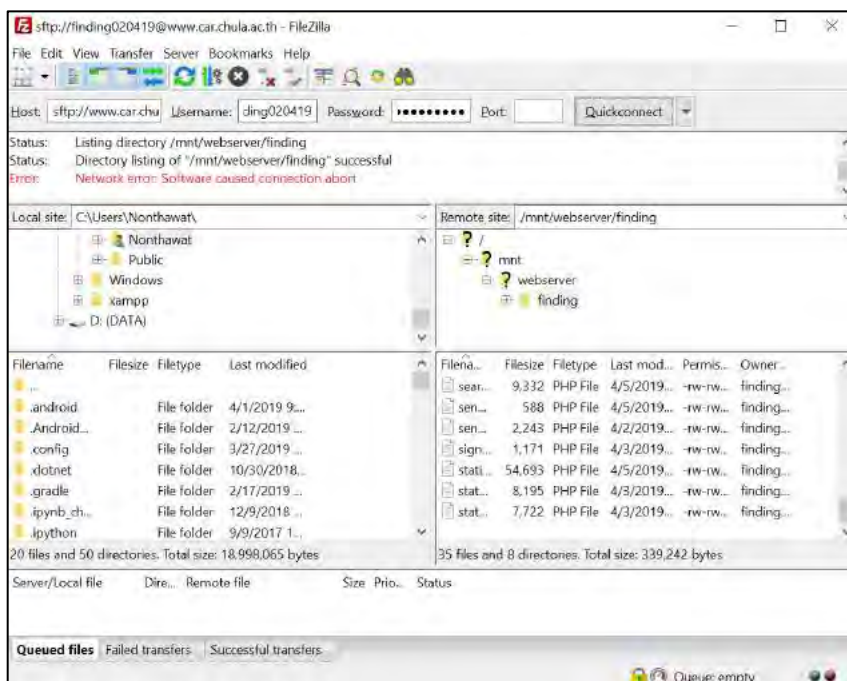 sftp://finding020419@www.car.chula.ac.th - FileZilla
File Edit View Transfer Server Bookmarks Help
Host: sftp://www.car.chu Username: ding020419 Password: ●●●●●●●●● Port: Quickconnect
Status: Listing directory /mnt/webserver/finding
Status: Directory listing of "/mnt/webserver/finding" successful
Error: Network error: Software caused connection abort
Local site: C:\Users\Nonthawat\
Nonthawat
Public
Windows
xampp
D: (DATA)
Remote site: /mnt/webserver/finding
/
mnt
webserver
finding
Filename Filesize Filetype Last modified
..
.android File folder 4/1/2019 9:...
.Android... File folder 2/12/2019 ...
.config File folder 3/27/2019 ...
.dotnet File folder 10/30/2018...
.gradle File folder 2/17/2019 ...
.ipynb_ch... File folder 12/9/2018 ...
.ipython File folder 9/9/2017 1...
20 files and 50 directories. Total size: 18,998,065 bytes
Filena... Filesize Filetype Last mod... Permis... Owner...
sear... 9,332 PHP File 4/5/2019... -rw-rw... finding...
sen... 588 PHP File 4/5/2019... -rw-rw... finding...
sen... 2,243 PHP File 4/2/2019... -rw-rw... finding...
sign... 1,171 PHP File 4/3/2019... -rw-rw... finding...
stati... 54,693 PHP File 4/5/2019... -rw-rw... finding...
stat... 8,195 PHP File 4/3/2019... -rw-rw... finding...
stat... 7,722 PHP File 4/3/2019... -rw-rw... finding...
35 files and 8 directories. Total size: 339,242 bytes
Server/Local file Dire... Remote file Size Prio... Status
Queued files Failed transfers Successful transfers
Queue: empty